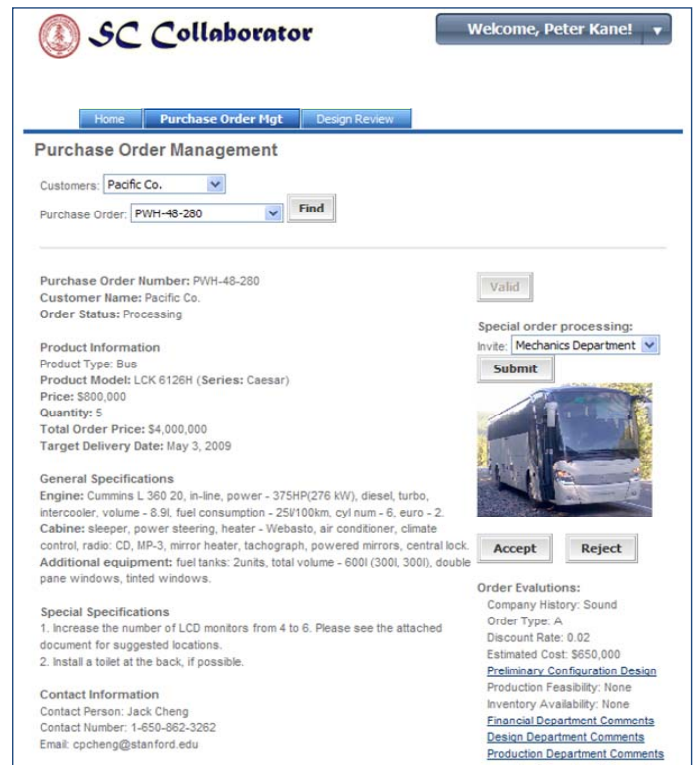 SC Collaborator
Welcome, Peter Kane!
Home
Purchase Order Mgt
Design Review
Purchase Order Management
Customers: Pacific Co.
Purchase Order: PWH-48-280
Find
Purchase Order Number: PWH-48-280
Customer Name: Pacific Co.
Order Status: Processing
Product Information
Product Type: Bus
Product Model: LCK 6126H (Series: Caesar)
Price: $800,000
Quantity: 5
Total Order Price: $4,000,000
Target Delivery Date: May 3, 2009
General Specifications
Engine: Cummins L 360 20, in-line, power - 375HP(276 kW), diesel, turbo,
intercooler, volume - 8.9l, fuel consumption - 25l/100km, cyl num - 6, euro - 2.
Cabine: sleeper, power steering, heater - Webasto, air conditioner, climate
control, radio: CD, MP-3, mirror heater, tachograph, powered mirrors, central lock.
Additional equipment: fuel tanks: 2units, total volume - 600l (300l, 300l), double
pane windows, tinted windows.
Special Specifications
1. Increase the number of LCD monitors from 4 to 6. Please see the attached
document for suggested locations.
2. Install a toilet at the back, if possible.
Contact Information
Contact Person: Jack Cheng
Contact Number: 1-650-862-3262
Email: cpcheng@stanford.edu
Valid
Special order processing:
Invite: Mechanics Department
Submit
Accept
Reject
Order Evalutions:
Company History: Sound
Order Type: A
Discount Rate: 0.02
Estimated Cost: $650,000
Preliminary Configuration Design
Production Feasibility: None
Inventory Availability: None
Financial Department Comments
Design Department Comments
Production Department Comments